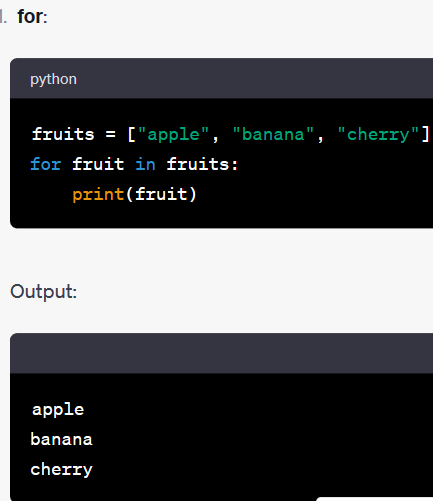 . for:
python
fruits = ["apple", "banana", "cherry"]
for fruit in fruits:
    print(fruit)
Output:
apple
banana
cherry